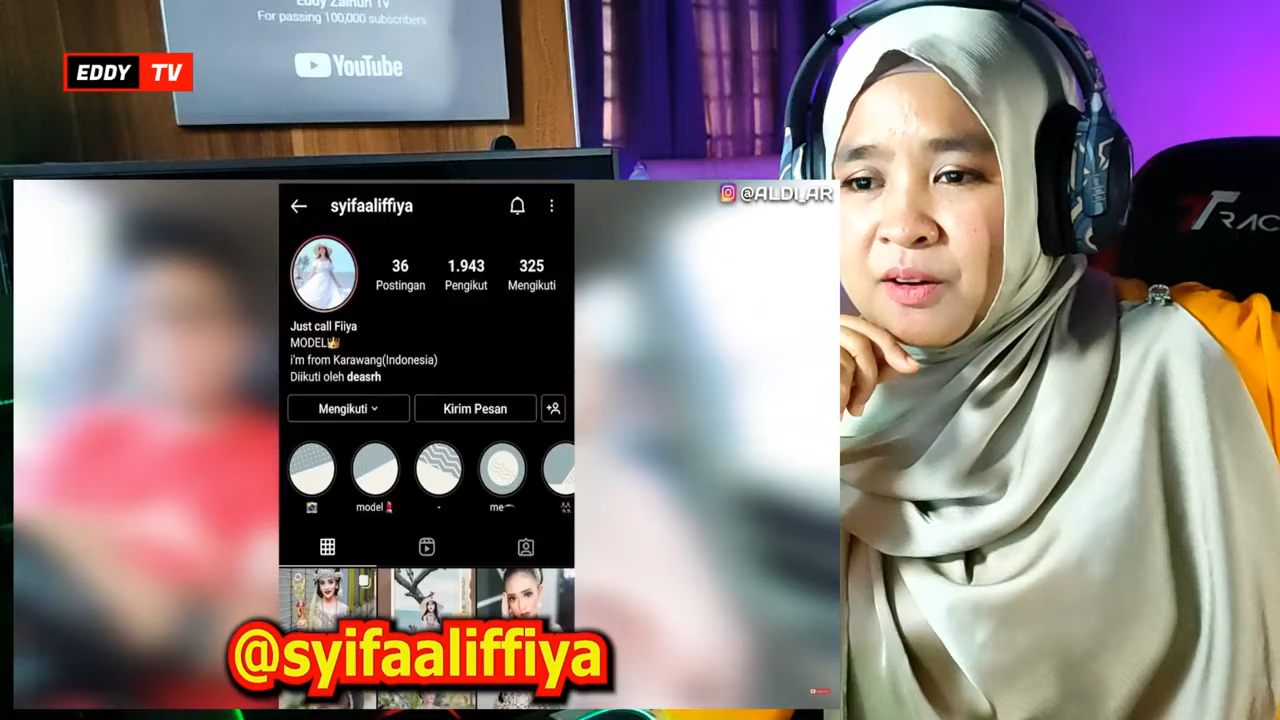 Eddy Zainuri Tv
For passing 100,000 subscribers
YouTube
EDDY TV
@ALDI_AR
syifaaliffiya
36 1.943 325
Postingan Pengikut Mengikuti
Just call Fiiya
MODEL👑
i'm from Karawang(Indonesia)
Diikuti oleh deasrh
Mengikuti Kirim Pesan
model💄 - me
@syifaaliffiya